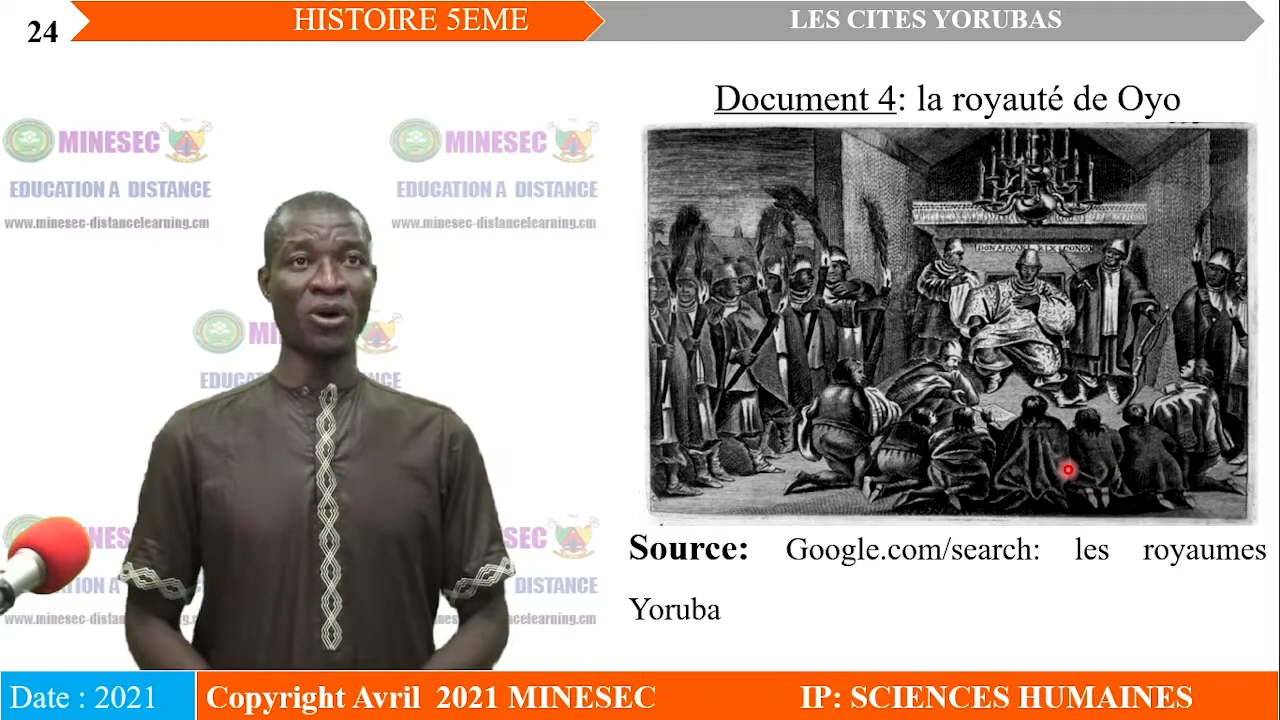 24
HISTOIRE 5EME
LES CITES YORUBAS
Document 4: la royauté de Oyo
MINESEC
EDUCATION A DISTANCE
www.minesec-distancelearning.cm
MINESEC
EDUCATION A DISTANCE
www.minesec-distancelearning.cm
Source: Google.com/search: les royaumes
Yoruba
Date : 2021
Copyright Avril 2021 MINESEC
IP: SCIENCES HUMAINES